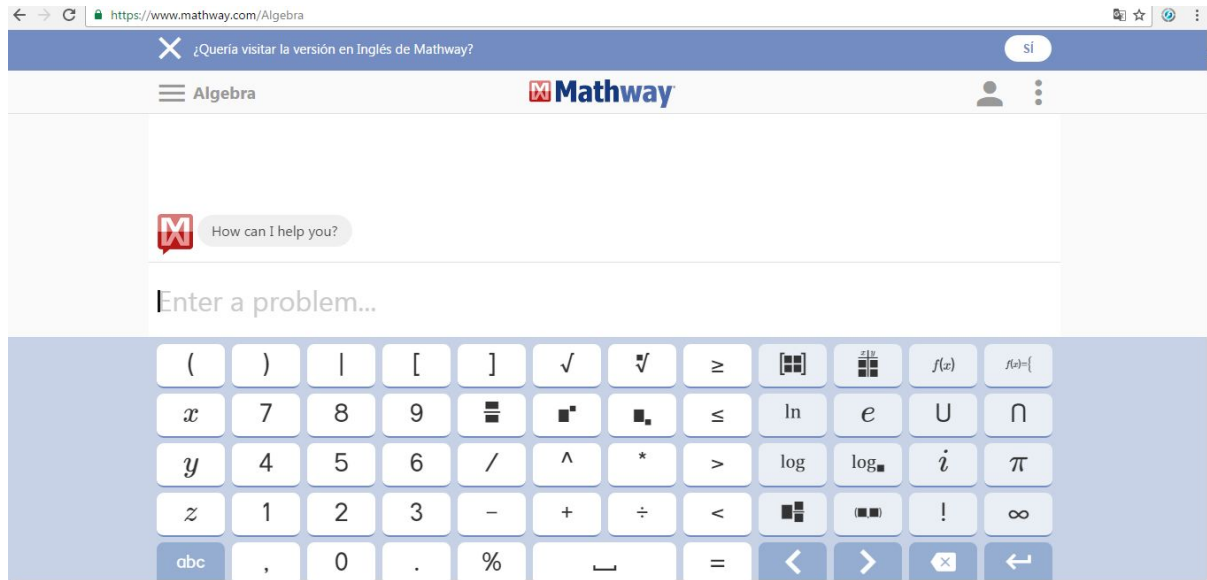 https://www.mathway.com/Algebra
¿Quería visitar la versión en Inglés de Mathway? SÍ
Algebra Mathway
How can I help you?
Enter a problem...
( ) | [ ] √ ∜ ≥ f(x) f(x)={
x 7 8 9 ≤ ln e ∪ ∩
y 4 5 6 / ^ * > log log i π
z 1 2 3 − + ÷ < (,) ! ∞
abc , 0 . % =